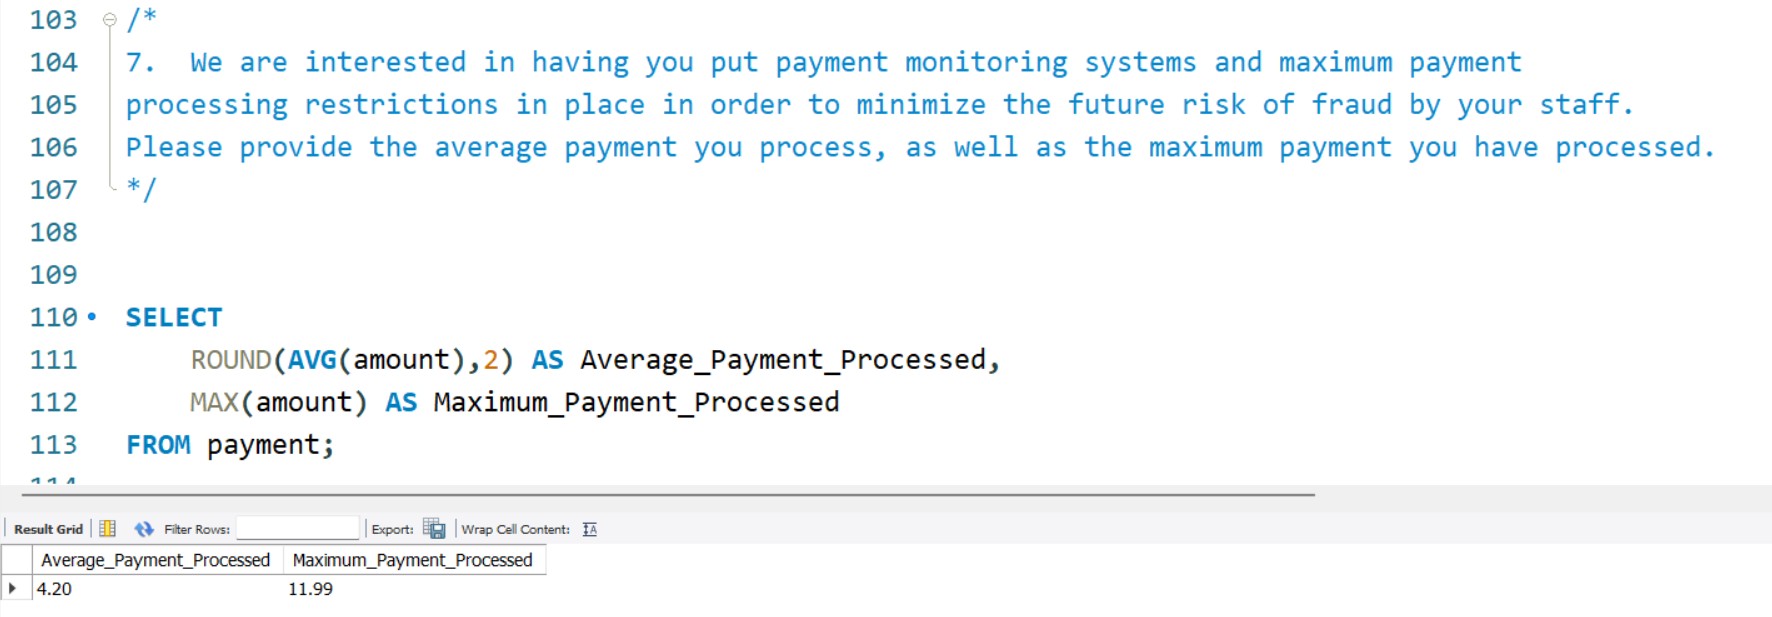 103 /*
104 7.  We are interested in having you put payment monitoring systems and maximum payment
105 processing restrictions in place in order to minimize the future risk of fraud by your staff.
106 Please provide the average payment you process, as well as the maximum payment you have processed.
107 */
108
109
110 SELECT
111     ROUND(AVG(amount),2) AS Average_Payment_Processed,
112     MAX(amount) AS Maximum_Payment_Processed
113 FROM payment;
114
Result Grid Filter Rows: Export: Wrap Cell Content: IA
Average_Payment_Processed Maximum_Payment_Processed
4.20 11.99